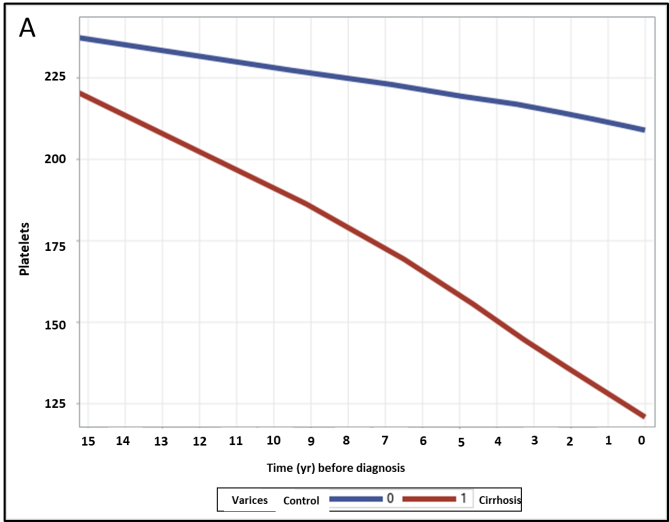 A
225
200
175
150
125
Platelets
15 14 13 12 11 10 9 8 7 6 5 4 3 2 1 0
Time (yr) before diagnosis
Varices Control 0 1 Cirrhosis